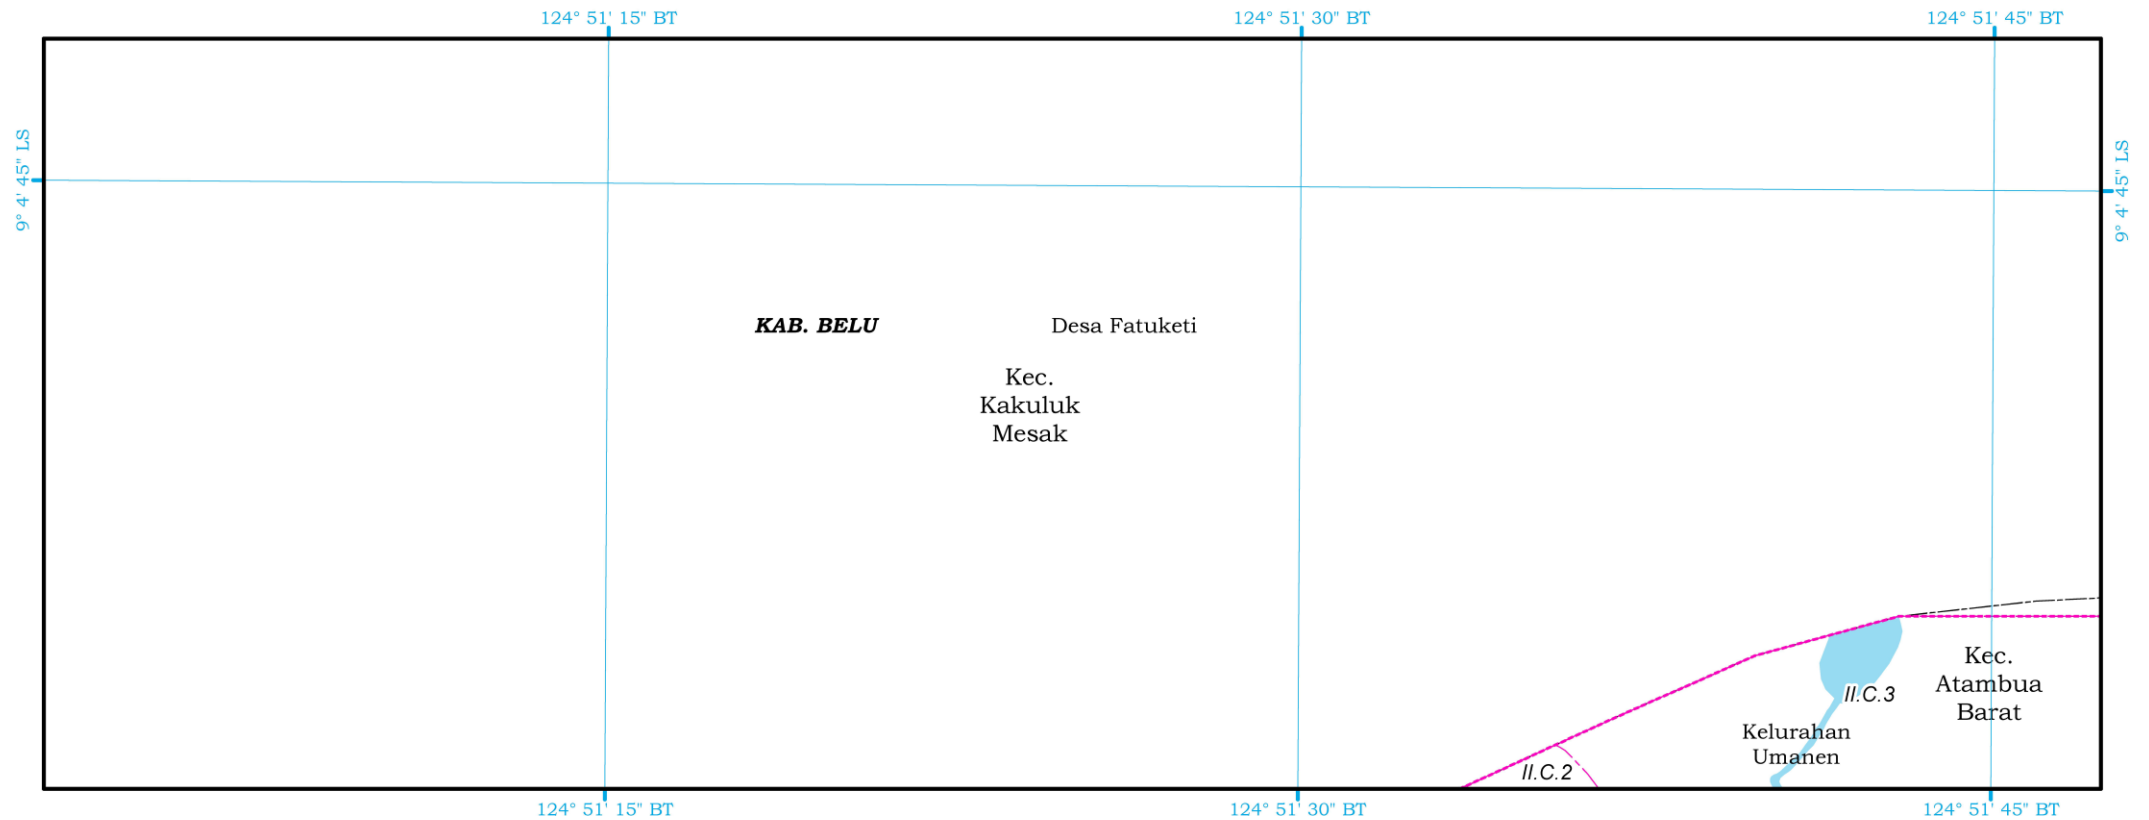 124° 51' 15" BT
124° 51' 30" BT
124° 51' 45" BT
9° 4' 45" LS
9° 4' 45" LS
KAB. BELU
Desa Fatuketi
Kec.
Kakuluk
Mesak
Kec.
Atambua
Barat
II.C.3
Kelurahan
Umanen
II.C.2
124° 51' 15" BT
124° 51' 30" BT
124° 51' 45" BT